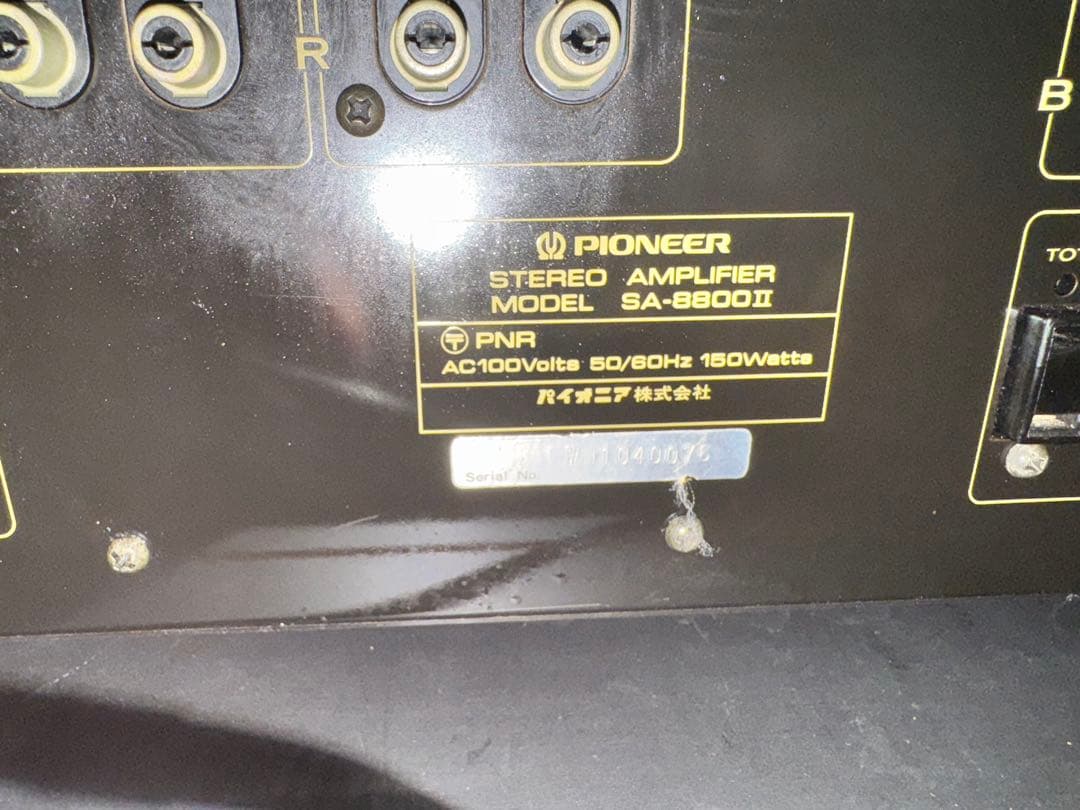 R
B
TOT
PIONEER
STEREO AMPLIFIER
MODEL SA-8800II
〒 PNR
AC100Volts 50/60Hz 150Watts
パイオニア株式会社
Serial No.